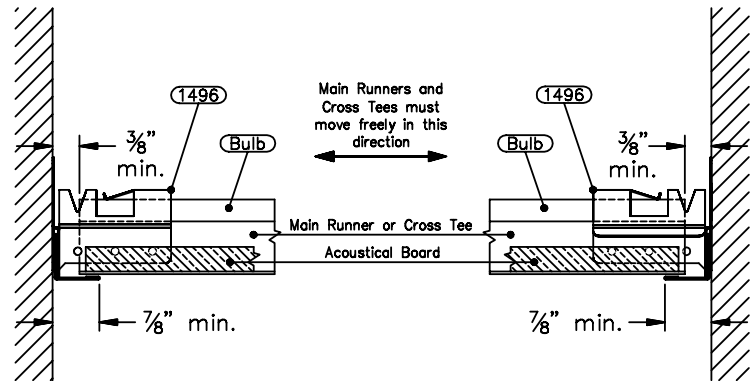 Main Runners and
Cross Tees must
move freely in this
direction
1496
1496
⅜"
min.
⅜"
min.
Bulb
Bulb
Main Runner or Cross Tee
Acoustical Board
⅞" min.
⅞" min.